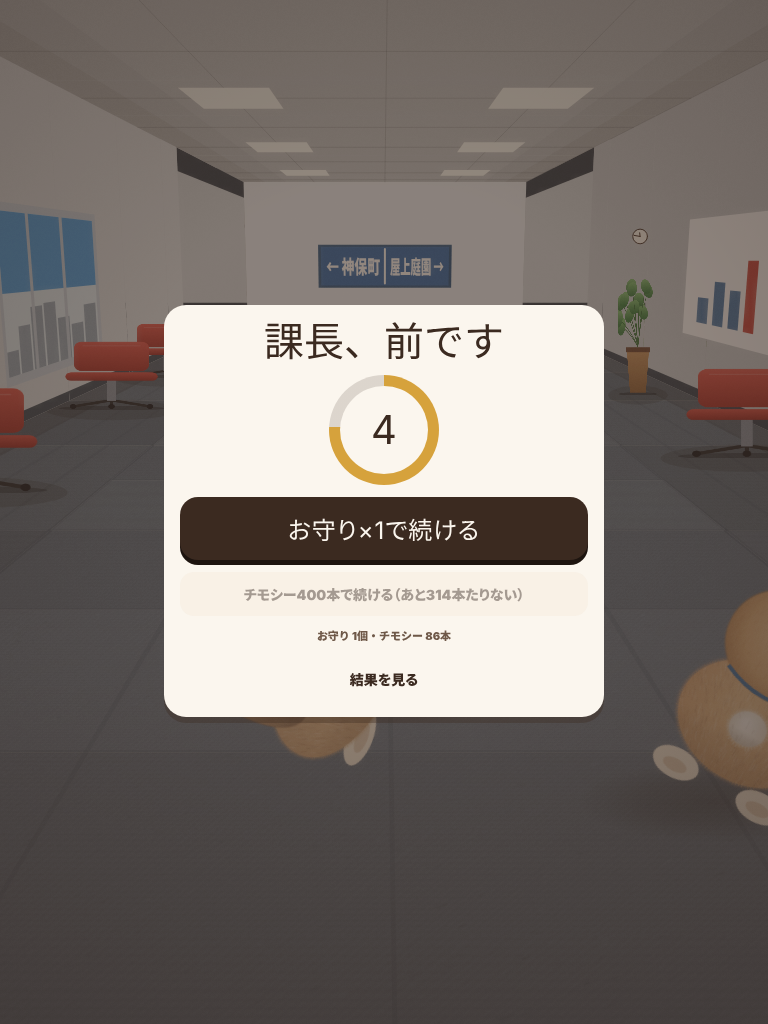 ← 神保町 屋上庭園 →
課長、前です
4
お守り×1で続ける
チモシー400本で続ける(あと314本たりない)
お守り 1個・チモシー 86本
結果を見る